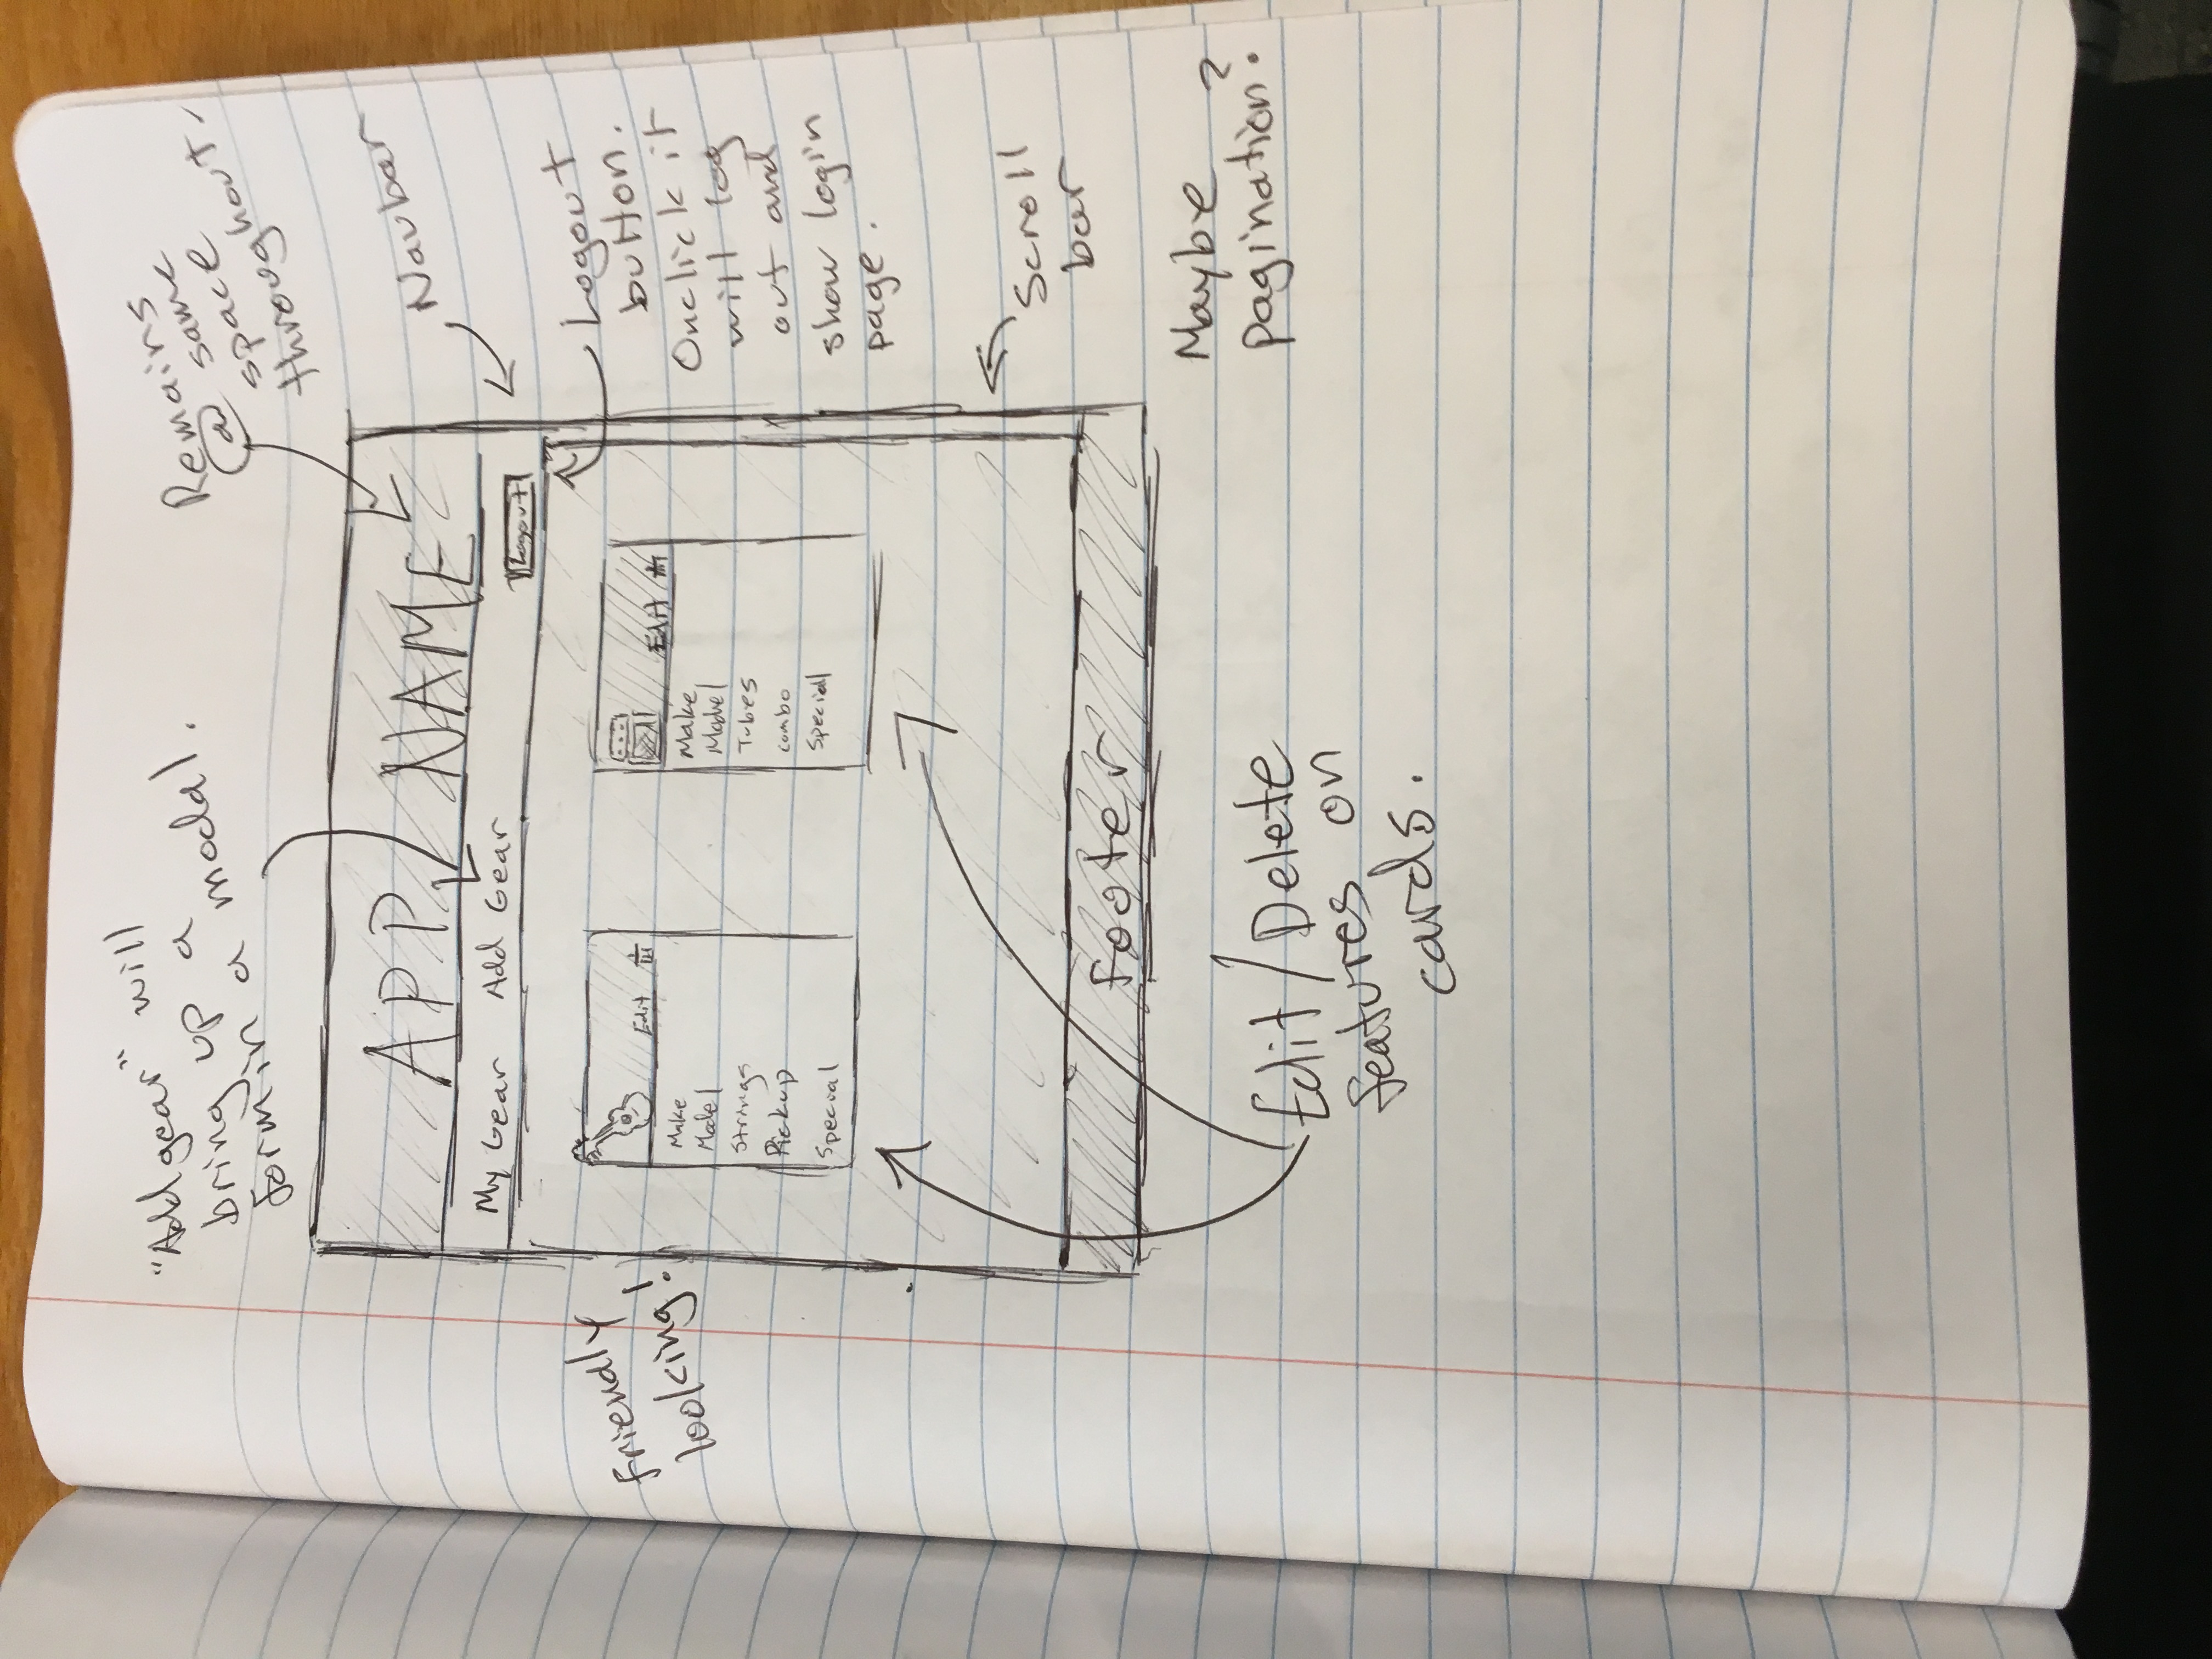 "Add gear" will
bring up a
form in a modal.
Remains
@ same
space
throughout.
APP NAME
Navbar
My Gear Add Gear Logout
Friendly
looking!
Edit
Make
Model
Strings
Pickup
Special
Edit
Make
Model
Tubes
combo
Special
Logout
button.
Onclick it
will log
out and
show login
page.
Scroll
bar
Footer
Maybe
pagination?
Edit/Delete
features on
cards.